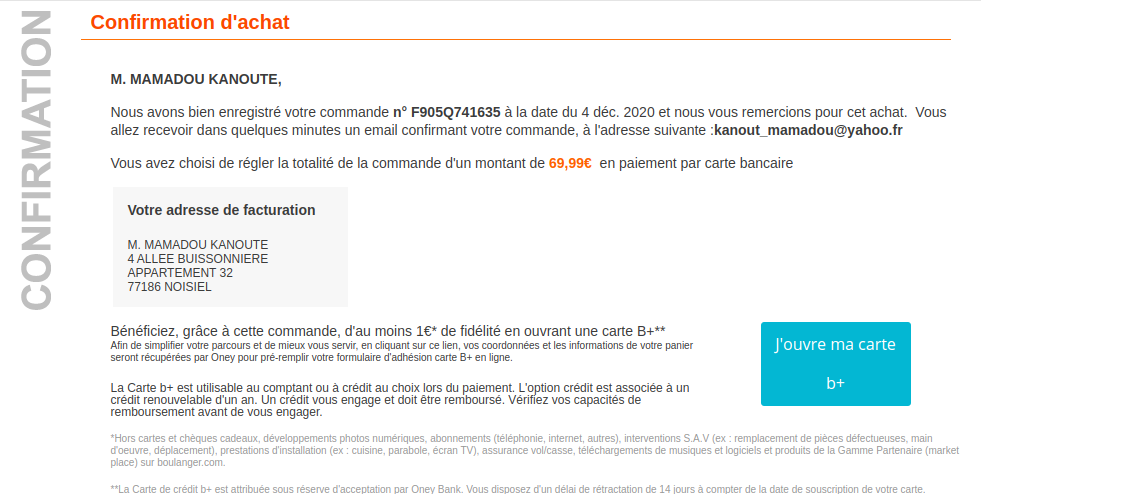 CONFIRMATION
Confirmation d'achat
M. MAMADOU KANOUTE,
Nous avons bien enregistré votre commande n° F905Q741635 à la date du 4 déc. 2020 et nous vous remercions pour cet achat.  Vous
allez recevoir dans quelques minutes un email confirmant votre commande, à l'adresse suivante :kanout_mamadou@yahoo.fr
Vous avez choisi de régler la totalité de la commande d'un montant de 69,99€  en paiement par carte bancaire
Votre adresse de facturation
M. MAMADOU KANOUTE
4 ALLEE BUISSONNIERE
APPARTEMENT 32
77186 NOISIEL
Bénéficiez, grâce à cette commande, d'au moins 1€* de fidélité en ouvrant une carte B+**
Afin de simplifier votre parcours et de mieux vous servir, en cliquant sur ce lien, vos coordonnées et les informations de votre panier
seront récupérées par Oney pour pré-remplir votre formulaire d'adhésion carte B+ en ligne.
J'ouvre ma carte
b+
La Carte b+ est utilisable au comptant ou à crédit au choix lors du paiement. L'option crédit est associée à un
crédit renouvelable d'un an. Un crédit vous engage et doit être remboursé. Vérifiez vos capacités de
remboursement avant de vous engager.
*Hors cartes et chèques cadeaux, développements photos numériques, abonnements (téléphonie, internet, autres), interventions S.A.V (ex : remplacement de pièces défectueuses, main
d'oeuvre, déplacement), prestations d'installation (ex : cuisine, parabole, écran TV), assurance vol/casse, téléchargements de musiques et logiciels et produits de la Gamme Partenaire (market
place) sur boulanger.com.
**La Carte de crédit b+ est attribuée sous réserve d'acceptation par Oney Bank. Vous disposez d'un délai de rétractation de 14 jours à compter de la date de souscription de votre carte.